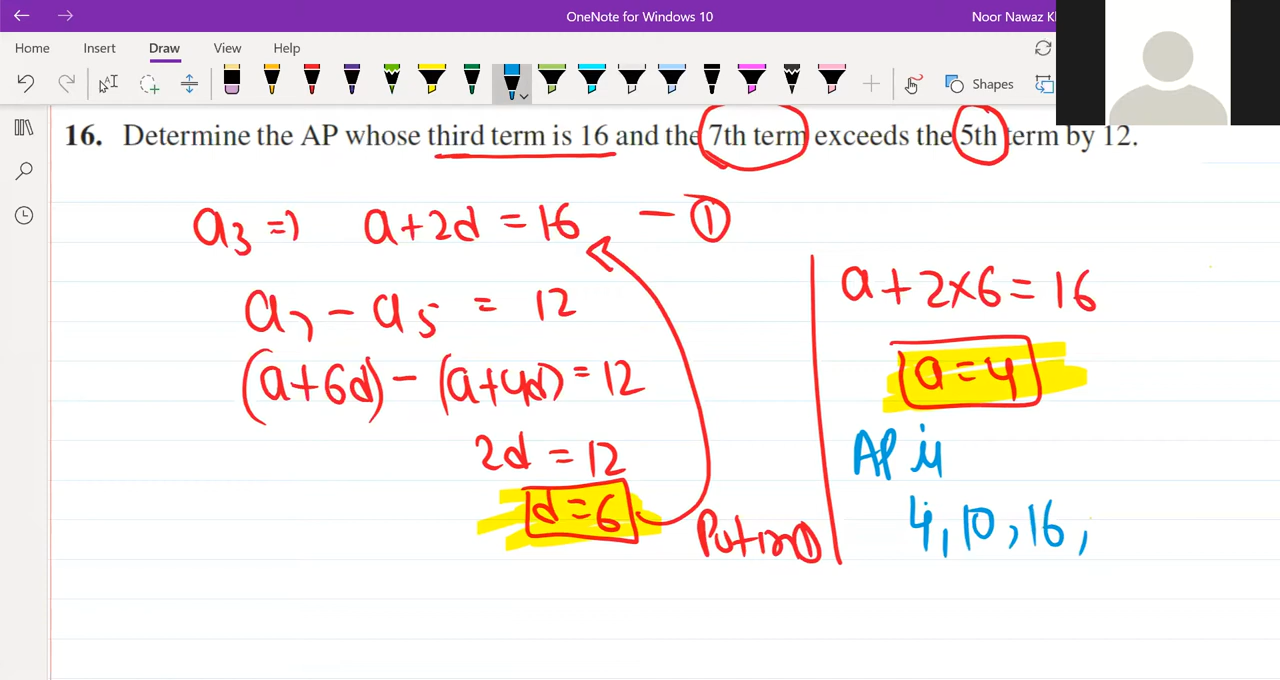 OneNote for Windows 10
Noor Nawaz Kh
Home Insert Draw View Help
Shapes
16. Determine the AP whose third term is 16 and the 7th term exceeds the 5th term by 12.
a₃ ⇒ a+2d = 16 — ①
a₇ - a₅ = 12
(a+6d) - (a+4d) = 12
2d = 12
d = 6
Put in ①
a + 2×6 = 16
a = 4
AP is
4, 10, 16,